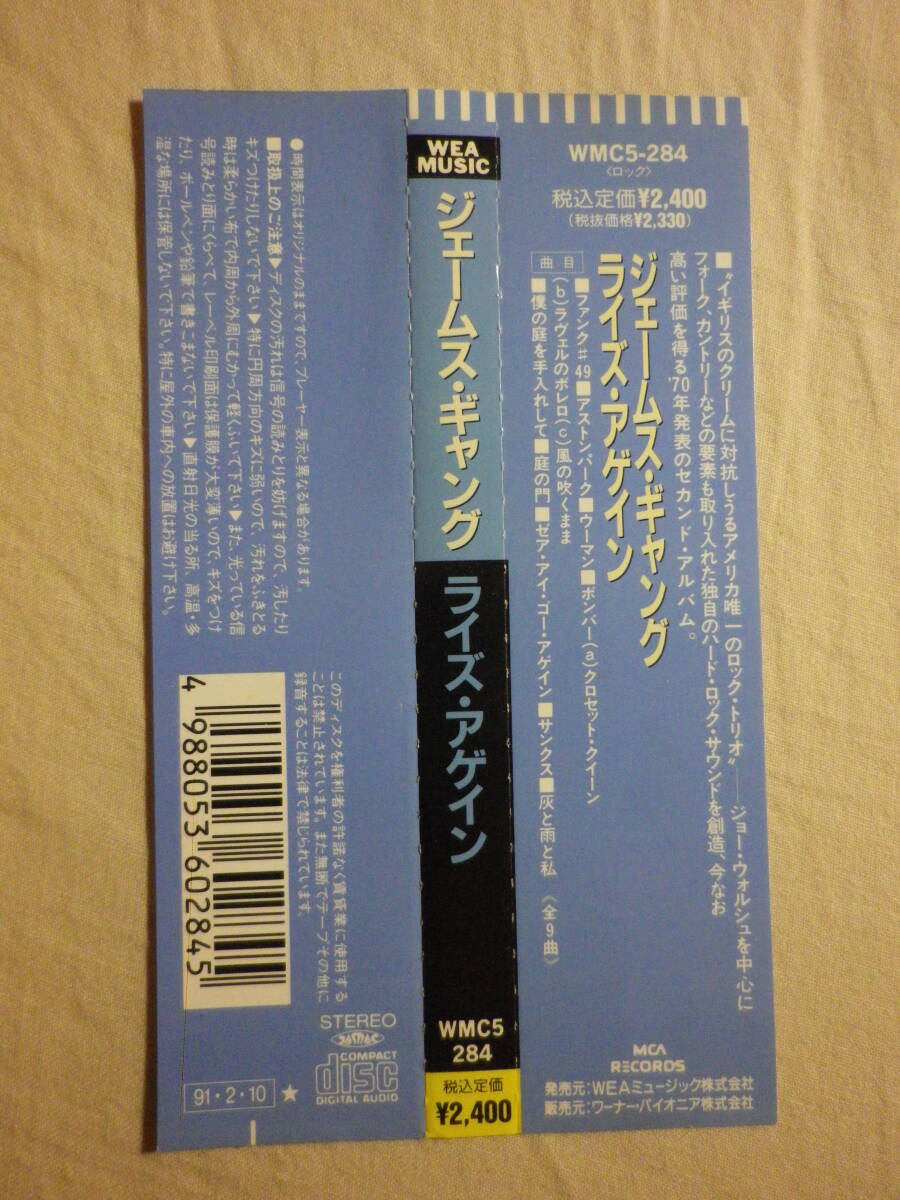 WMC5-284
〈ロック〉
税込定価¥2,400
(税抜価格¥2,330)
■“イギリスのクリームに対抗しうるアメリカ唯一のロック・トリオ”――ジョー・ウォルシュを中心に
フォーク、カントリーなどの要素も取り入れた独自のハード・ロック・サウンドを創造、今なお
高い評価を得る'70年発表のセカンド・アルバム。
ジェームス・ギャング
ライズ・アゲイン
曲目
■ファンク#49■アストンパーク■ウーマン■ボンバー(a)クロセット・クイーン
(b)ラヴェルのボレロ(c)風の吹くまま
■僕の庭を手入れして■庭の門■ゼア・アイ・ゴー・アゲイン■サンクス■灰と雨と私 〈全9曲〉
MCA
RECORDS
発売元:WEAミュージック株式会社
販売元:ワーナー・パイオニア株式会社
WEA
MUSIC
ジェームス・ギャング
ライズ・アゲイン
WMC5
284
税込定価
¥2,400
●時間表示はオリジナルのままですので、プレーヤー表示と異なる場合があります。
■取扱上のご注意▶ディスクの汚れは信号の読みとりを妨げますので、汚したり
キズつけたりしないで下さい▶特に円周方向のキズに弱いので、汚れをふきとる
時は柔らかい布で内周から外周にむかって軽くふいて下さい▶また、光っている信
号読みとり面にくらべて、レーベル印刷面は保護膜が大変薄いので、キズをつけ
たり、ボールペンや鉛筆で書きこまないで下さい▶直射日光の当る所、高温・多
湿な場所には保管しないで下さい。特に屋外の車内への放置はお避け下さい。
このディスクを権利者の許諾なく賃貸業に使用する
ことは禁止されています。また無断でテープその他に
録音することは法律で禁じられています。
4 988053 602845
STEREO
JASRAC
COMPACT
disc
DIGITAL AUDIO
91・2・10 ★